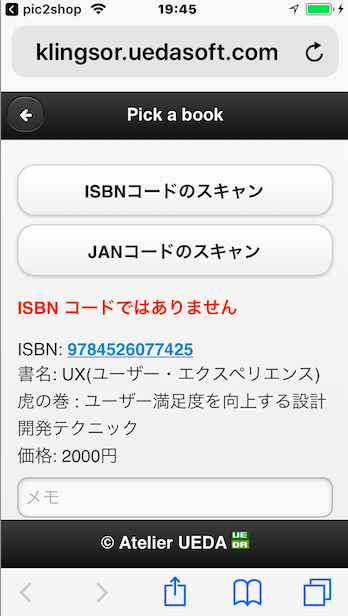 pic2shop 19:45
klingsor.uedasoft.com
Pick a book
ISBNコードのスキャン
JANコードのスキャン
ISBN コードではありません
ISBN: 9784526077425
書名: UX(ユーザー・エクスペリエンス)
虎の巻 : ユーザー満足度を向上する設計
開発テクニック
価格: 2000円
メモ
© Atelier UEDA UE
DA